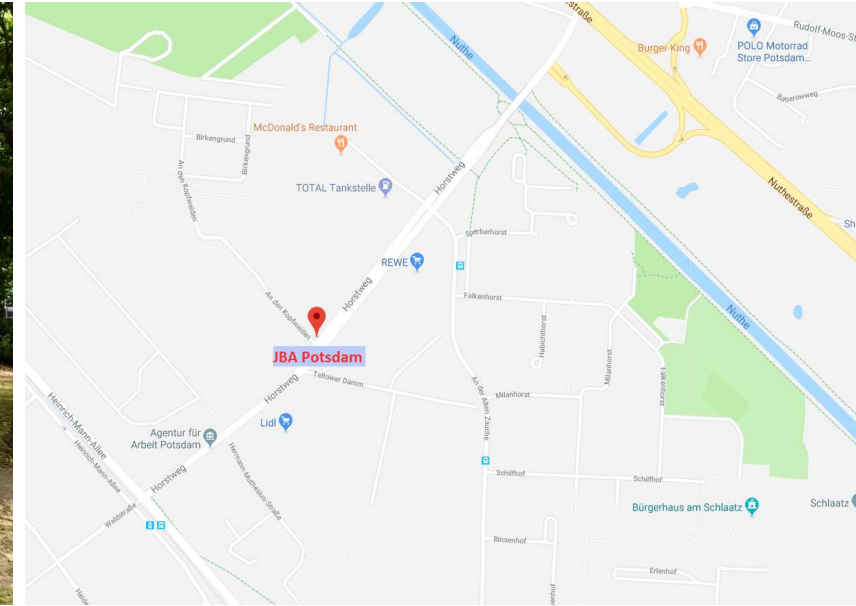 Nuthe
Burger King
POLO Motorrad
Store Potsdam...
Rudolf-Moos-St
Baberowweg
McDonald's Restaurant
Birkengrund
Birkengrund
An den Kopfweiden
TOTAL Tankstelle
Horstweg
Nuthestraße
Sh
REWE
Falkenhorst
Horstweg
An den Kopfweiden
Nuthe
Habichthorst
Milanhorst
Falkenhorst
JBA Potsdam
Teltower Damm
Horstweg
An der Alten Zauche
Milanhorst
Heinrich-Mann-Allee
Heinrich-Mann-Allee
Lidl
Agentur für
Arbeit Potsdam
Hermann-Muthesius-Straße
Horstweg
Schilfhof
Schilfhof
Waldstraße
Bürgerhaus am Schlaatz
Schlaatz
Binsenhof
Erlenhof